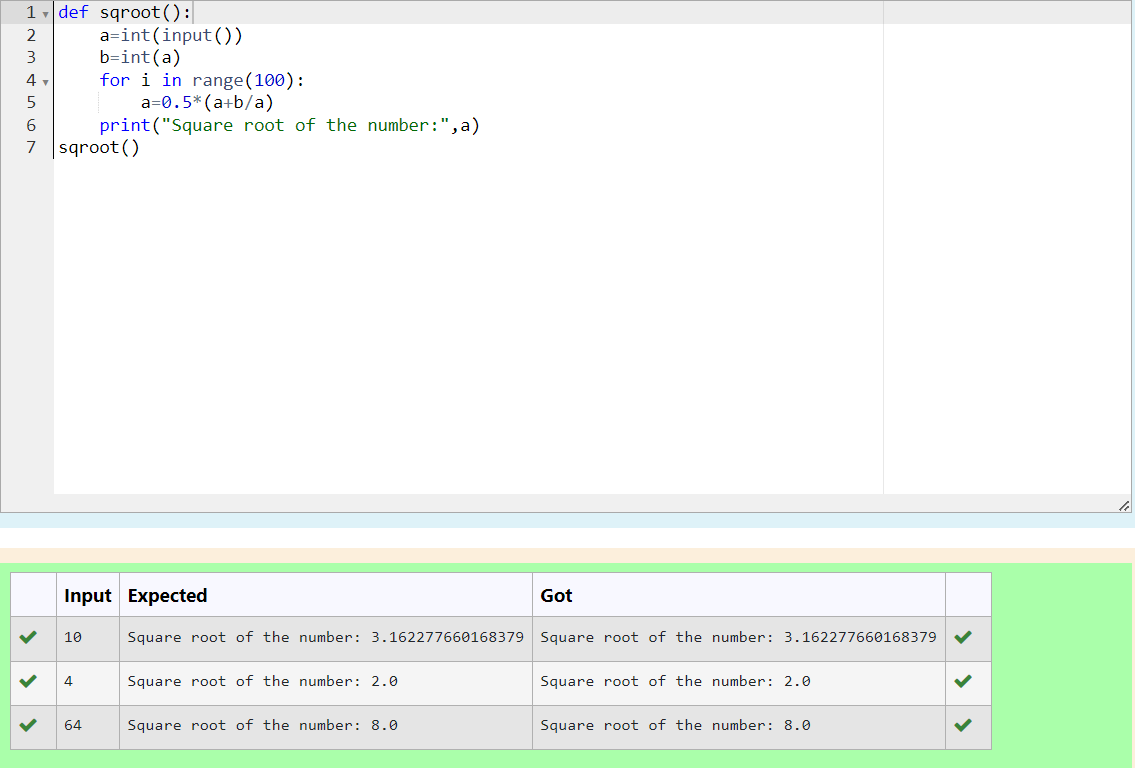 1 def sqroot():
2     a=int(input())
3     b=int(a)
4     for i in range(100):
5         a=0.5*(a+b/a)
6     print("Square root of the number:",a)
7 sqroot()
Input Expected Got
10 Square root of the number: 3.162277660168379 Square root of the number: 3.162277660168379
4 Square root of the number: 2.0 Square root of the number: 2.0
64 Square root of the number: 8.0 Square root of the number: 8.0